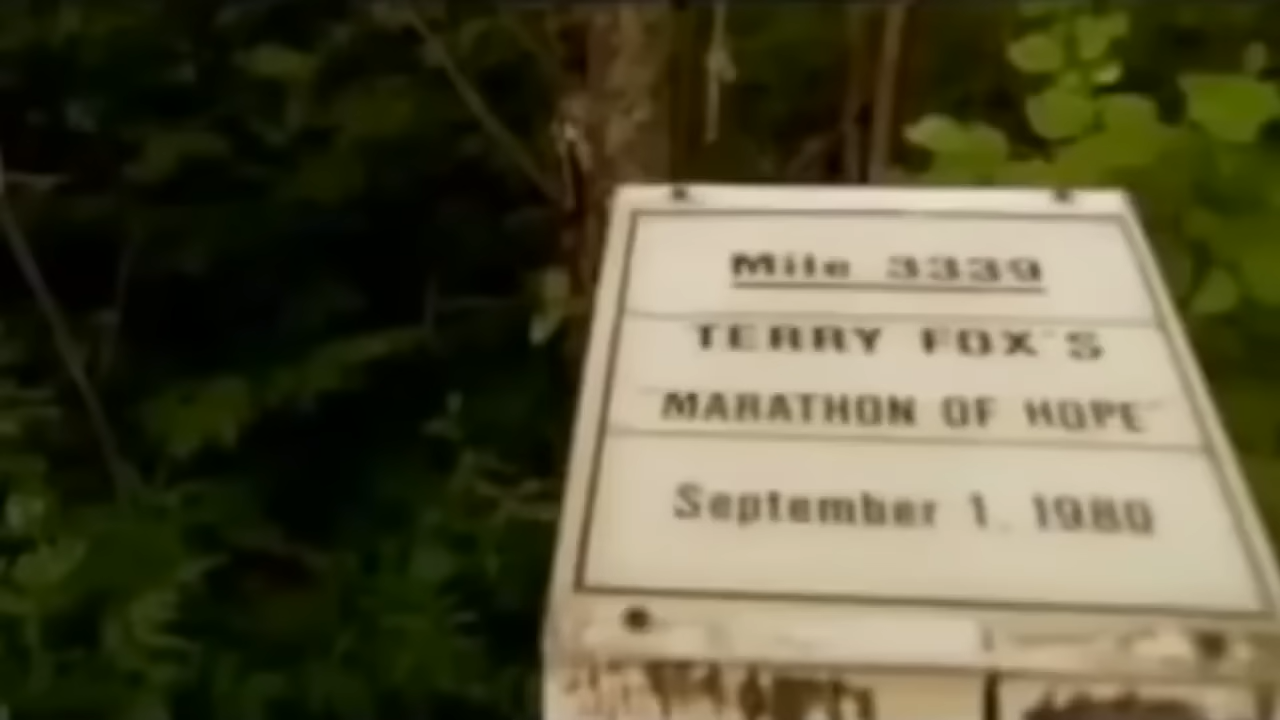 Mile 3339
TERRY FOX'S
MARATHON OF HOPE
September 1, 1980